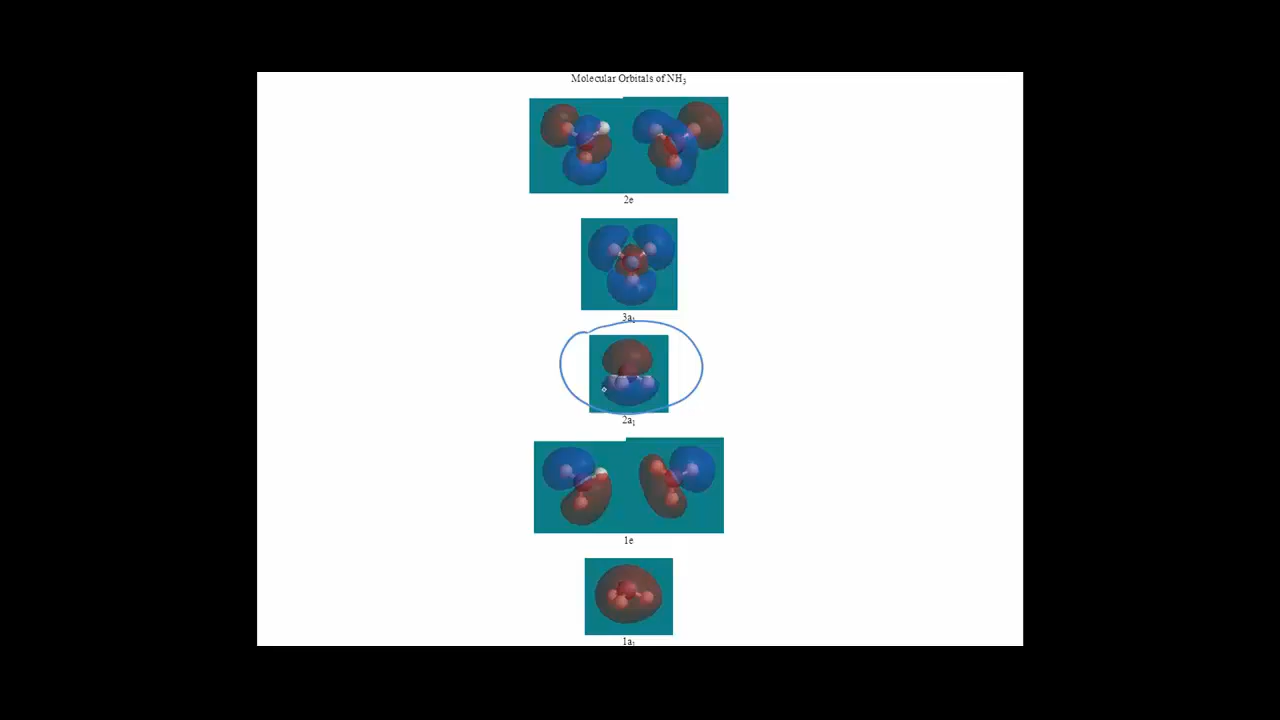 Molecular Orbitals of NH₃
2e
3a₁
2a₁
1e
1a₁